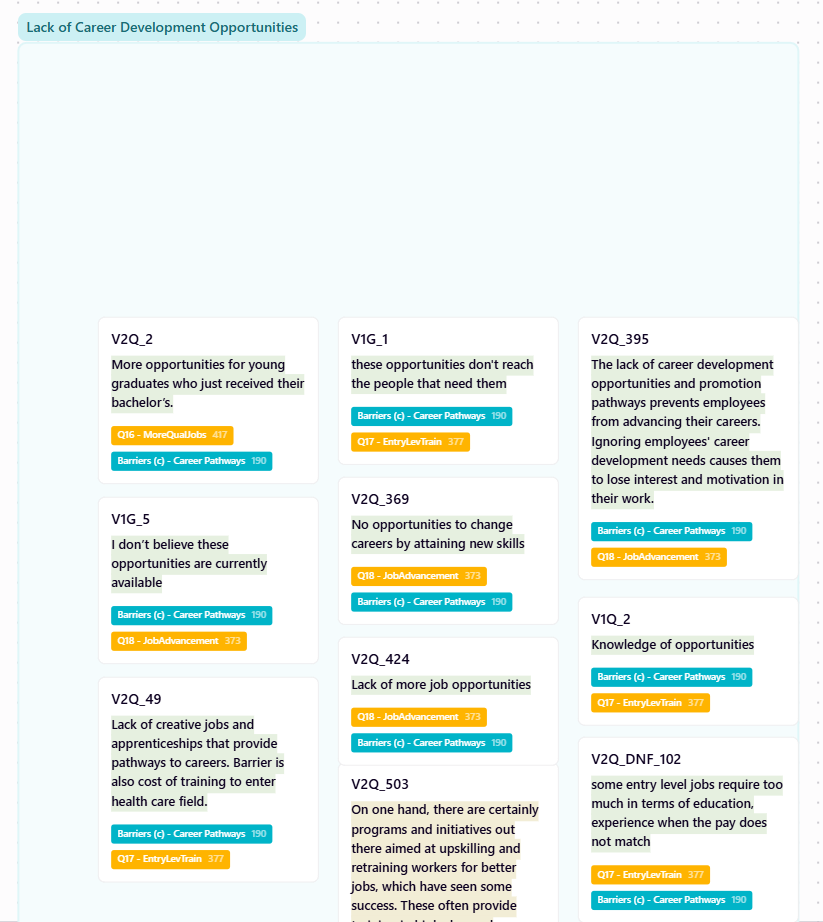 Lack of Career Development Opportunities
V2Q_2
More opportunities for young
graduates who just received their
bachelor's.
Q16 - MoreQualJobs 417
Barriers (c) - Career Pathways 190
V1G_5
I don't believe these
opportunities are currently
available
Barriers (c) - Career Pathways 190
Q18 - JobAdvancement 373
V2Q_49
Lack of creative jobs and
apprenticeships that provide
pathways to careers. Barrier is
also cost of training to enter
health care field.
Barriers (c) - Career Pathways 190
Q17 - EntryLevTrain 377
V1G_1
these opportunities don't reach
the people that need them
Barriers (c) - Career Pathways 190
Q17 - EntryLevTrain 377
V2Q_369
No opportunities to change
careers by attaining new skills
Q18 - JobAdvancement 373
Barriers (c) - Career Pathways 190
V2Q_424
Lack of more job opportunities
Q18 - JobAdvancement 373
Barriers (c) - Career Pathways 190
V2Q_503
On one hand, there are certainly
programs and initiatives out
there aimed at upskilling and
retraining workers for better
jobs, which have seen some
success. These often provide
V2Q_395
The lack of career development
opportunities and promotion
pathways prevents employees
from advancing their careers.
Ignoring employees' career
development needs causes them
to lose interest and motivation in
their work.
Barriers (c) - Career Pathways 190
Q18 - JobAdvancement 373
V1Q_2
Knowledge of opportunities
Barriers (c) - Career Pathways 190
Q17 - EntryLevTrain 377
V2Q_DNF_102
some entry level jobs require too
much in terms of education,
experience when the pay does
not match
Q17 - EntryLevTrain 377
Barriers (c) - Career Pathways 190